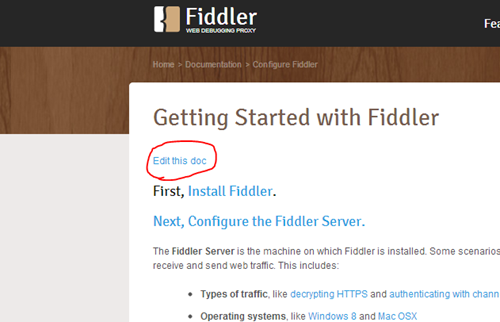 Fiddler
WEB DEBUGGING PROXY
Home > Documentation > Configure Fiddler
Getting Started with Fiddler
Edit this doc
First, Install Fiddler.
Next, Configure the Fiddler Server.
The Fiddler Server is the machine on which Fiddler is installed. Some scenarios
receive and send web traffic. This includes:
• Types of traffic, like decrypting HTTPS and authenticating with
• Operating systems, like Windows 8 and Mac OSX